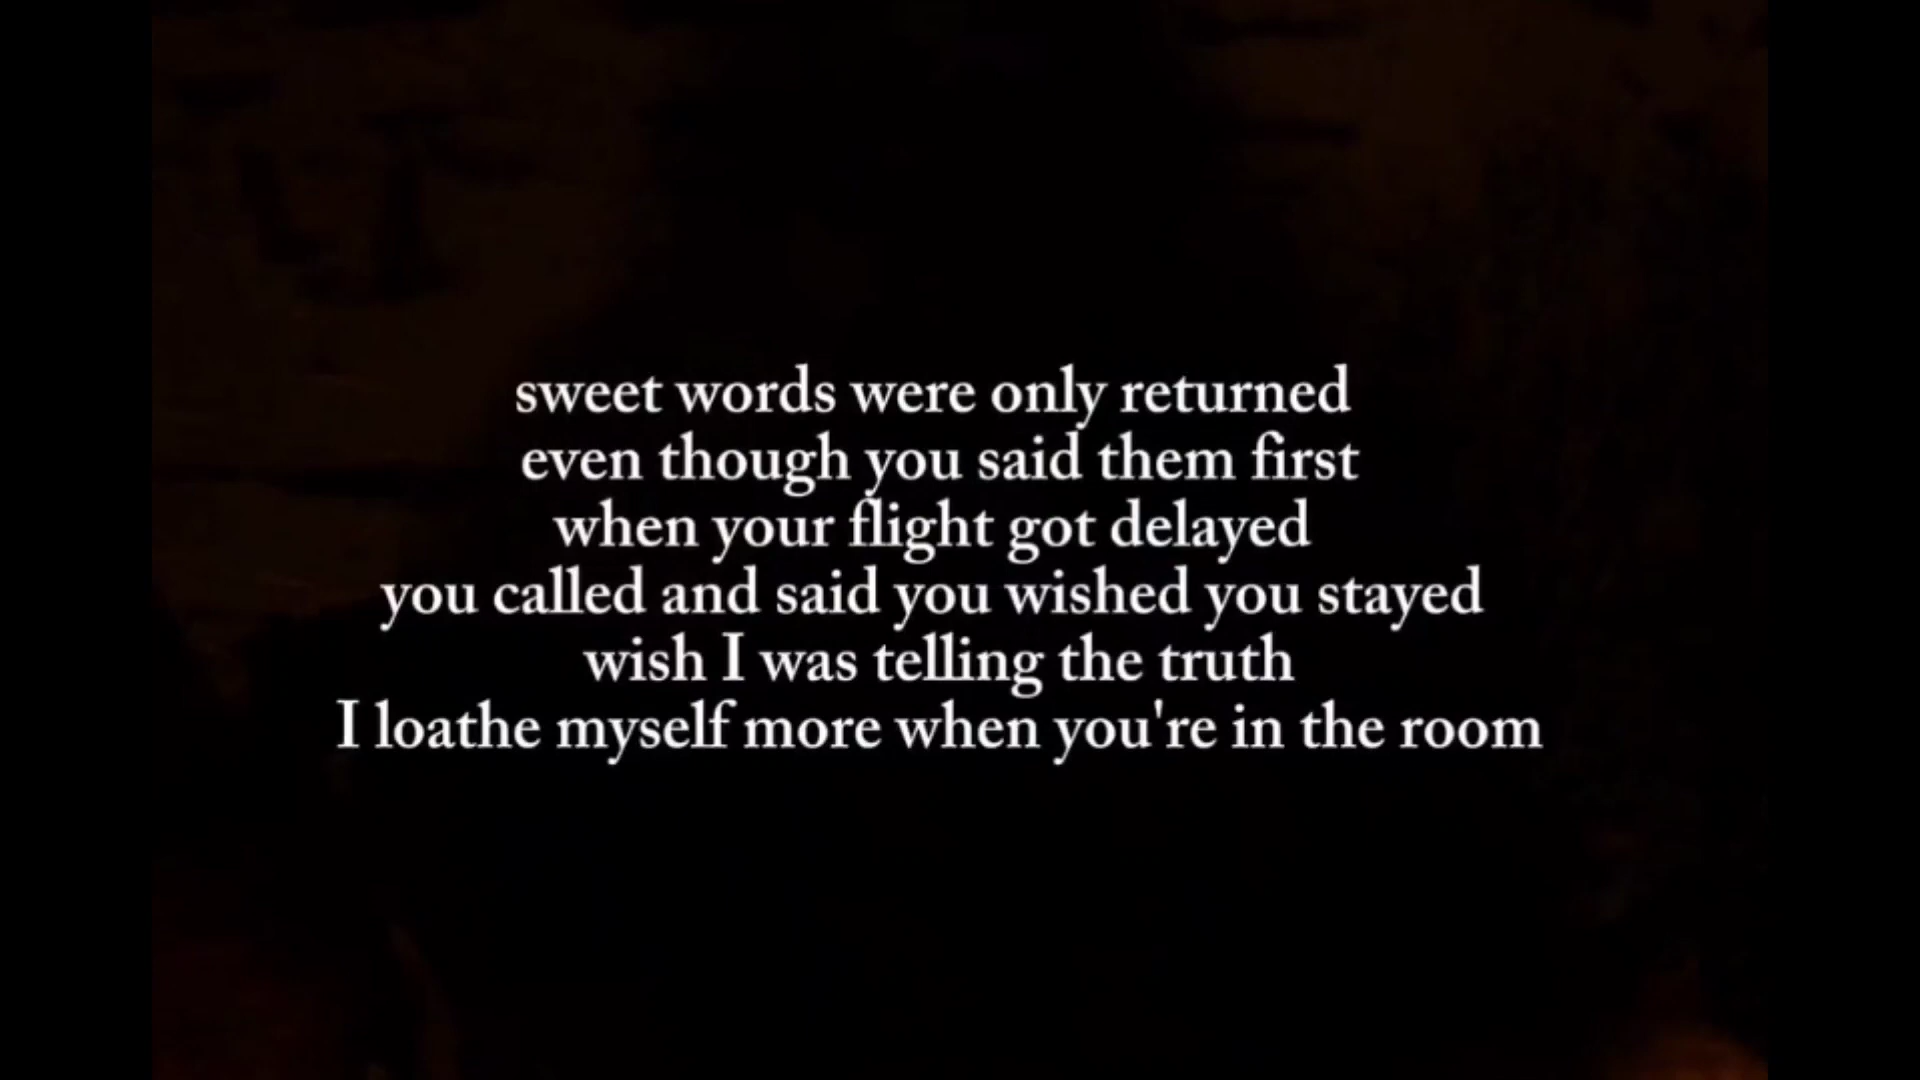 sweet words were only returned
even though you said them first
when your flight got delayed
you called and said you wished you stayed
wish I was telling the truth
I loathe myself more when you're in the room